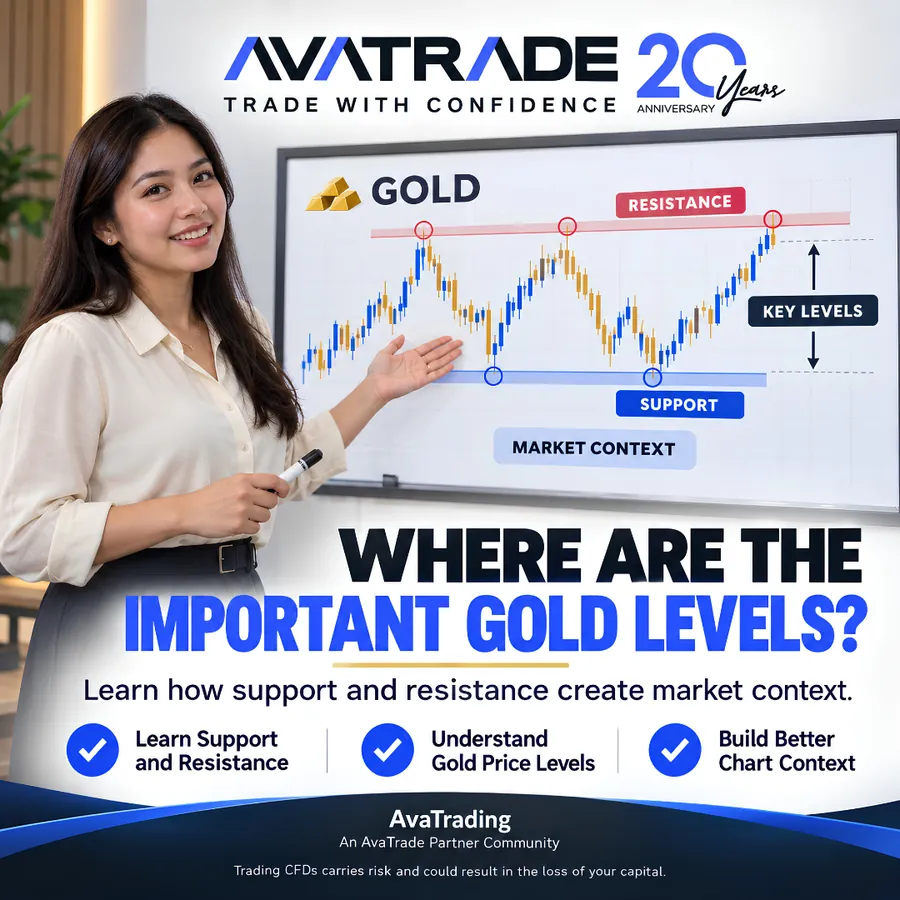 AVATRADE
TRADE WITH CONFIDENCE
20 Years
ANNIVERSARY
GOLD
RESISTANCE
KEY LEVELS
SUPPORT
MARKET CONTEXT
WHERE ARE THE
IMPORTANT GOLD LEVELS?
Learn how support and resistance create market context.
Learn Support
and Resistance
Understand
Gold Price Levels
Build Better
Chart Context
AvaTrading
An AvaTrade Partner Community
Trading CFDs carries risk and could result in the loss of your capital.